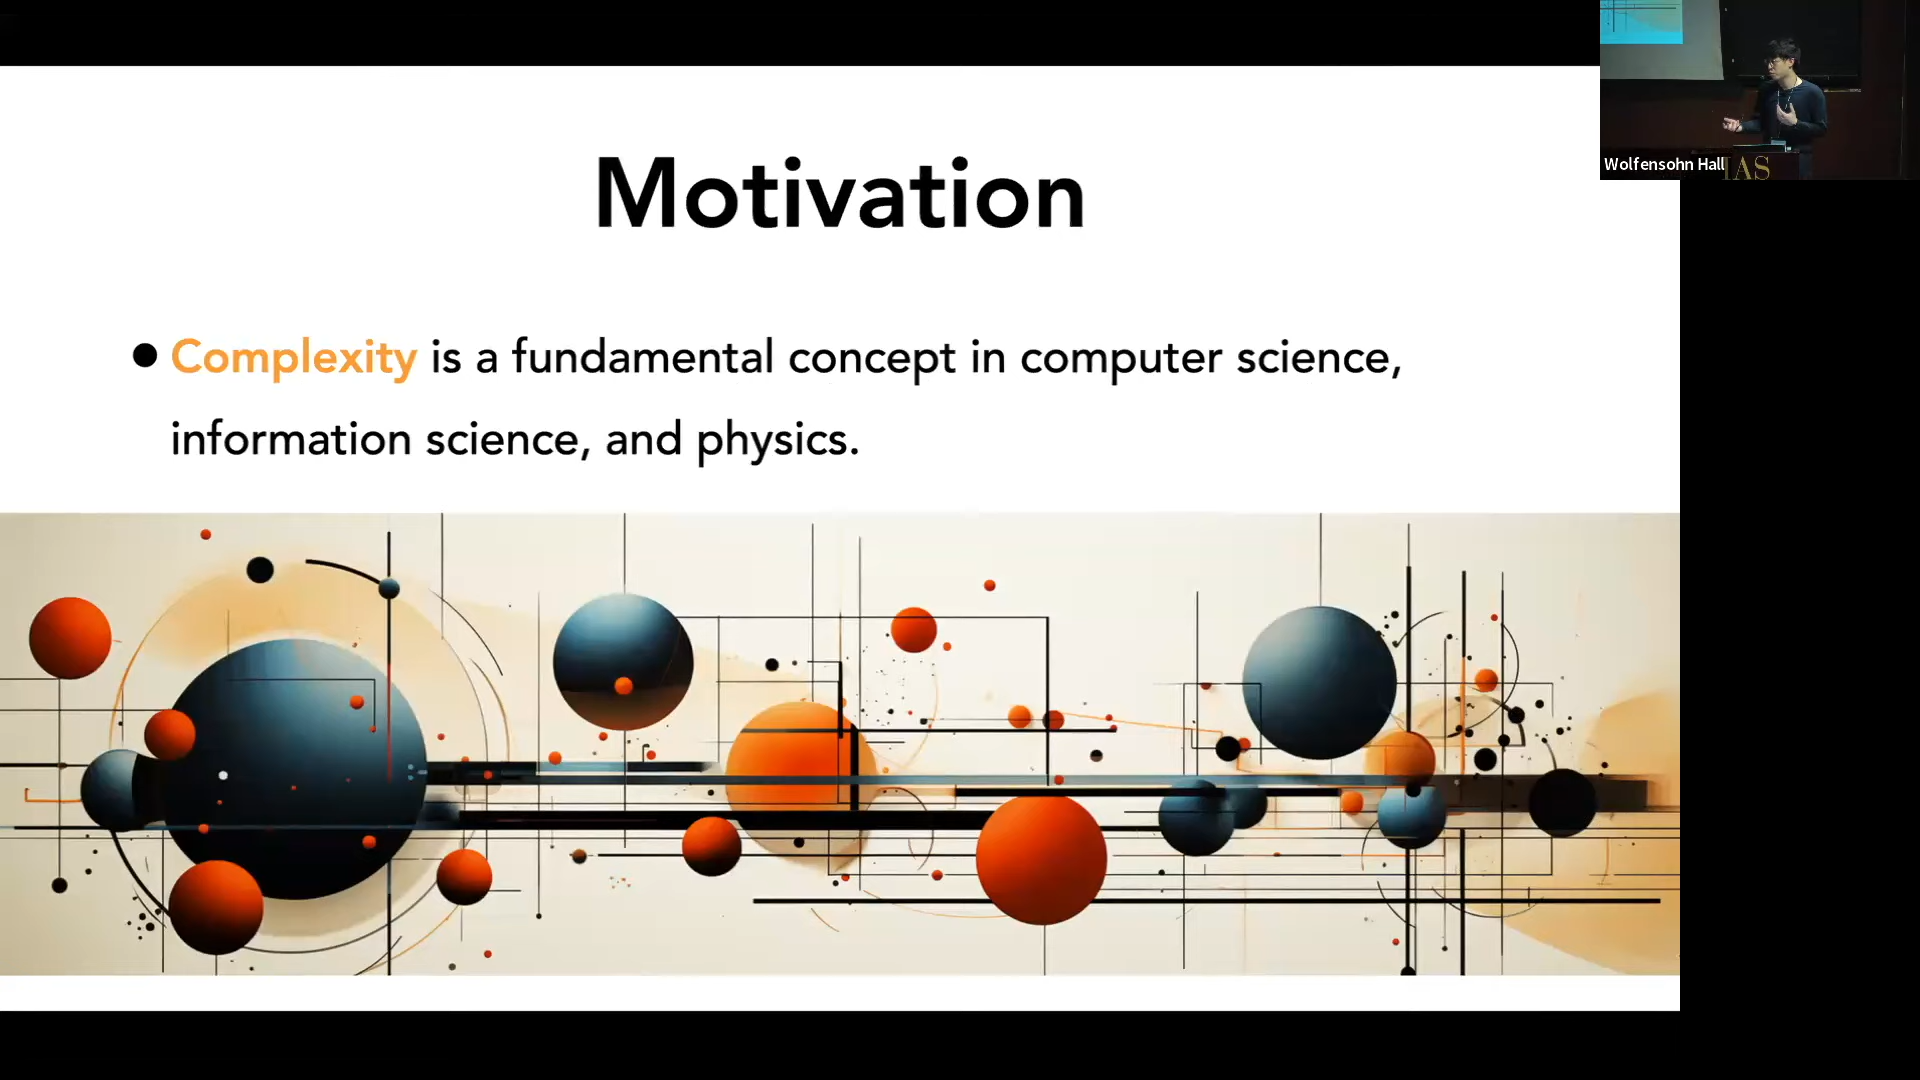 Motivation
• Complexity is a fundamental concept in computer science,
information science, and physics.
Wolfensohn Hall
IAS